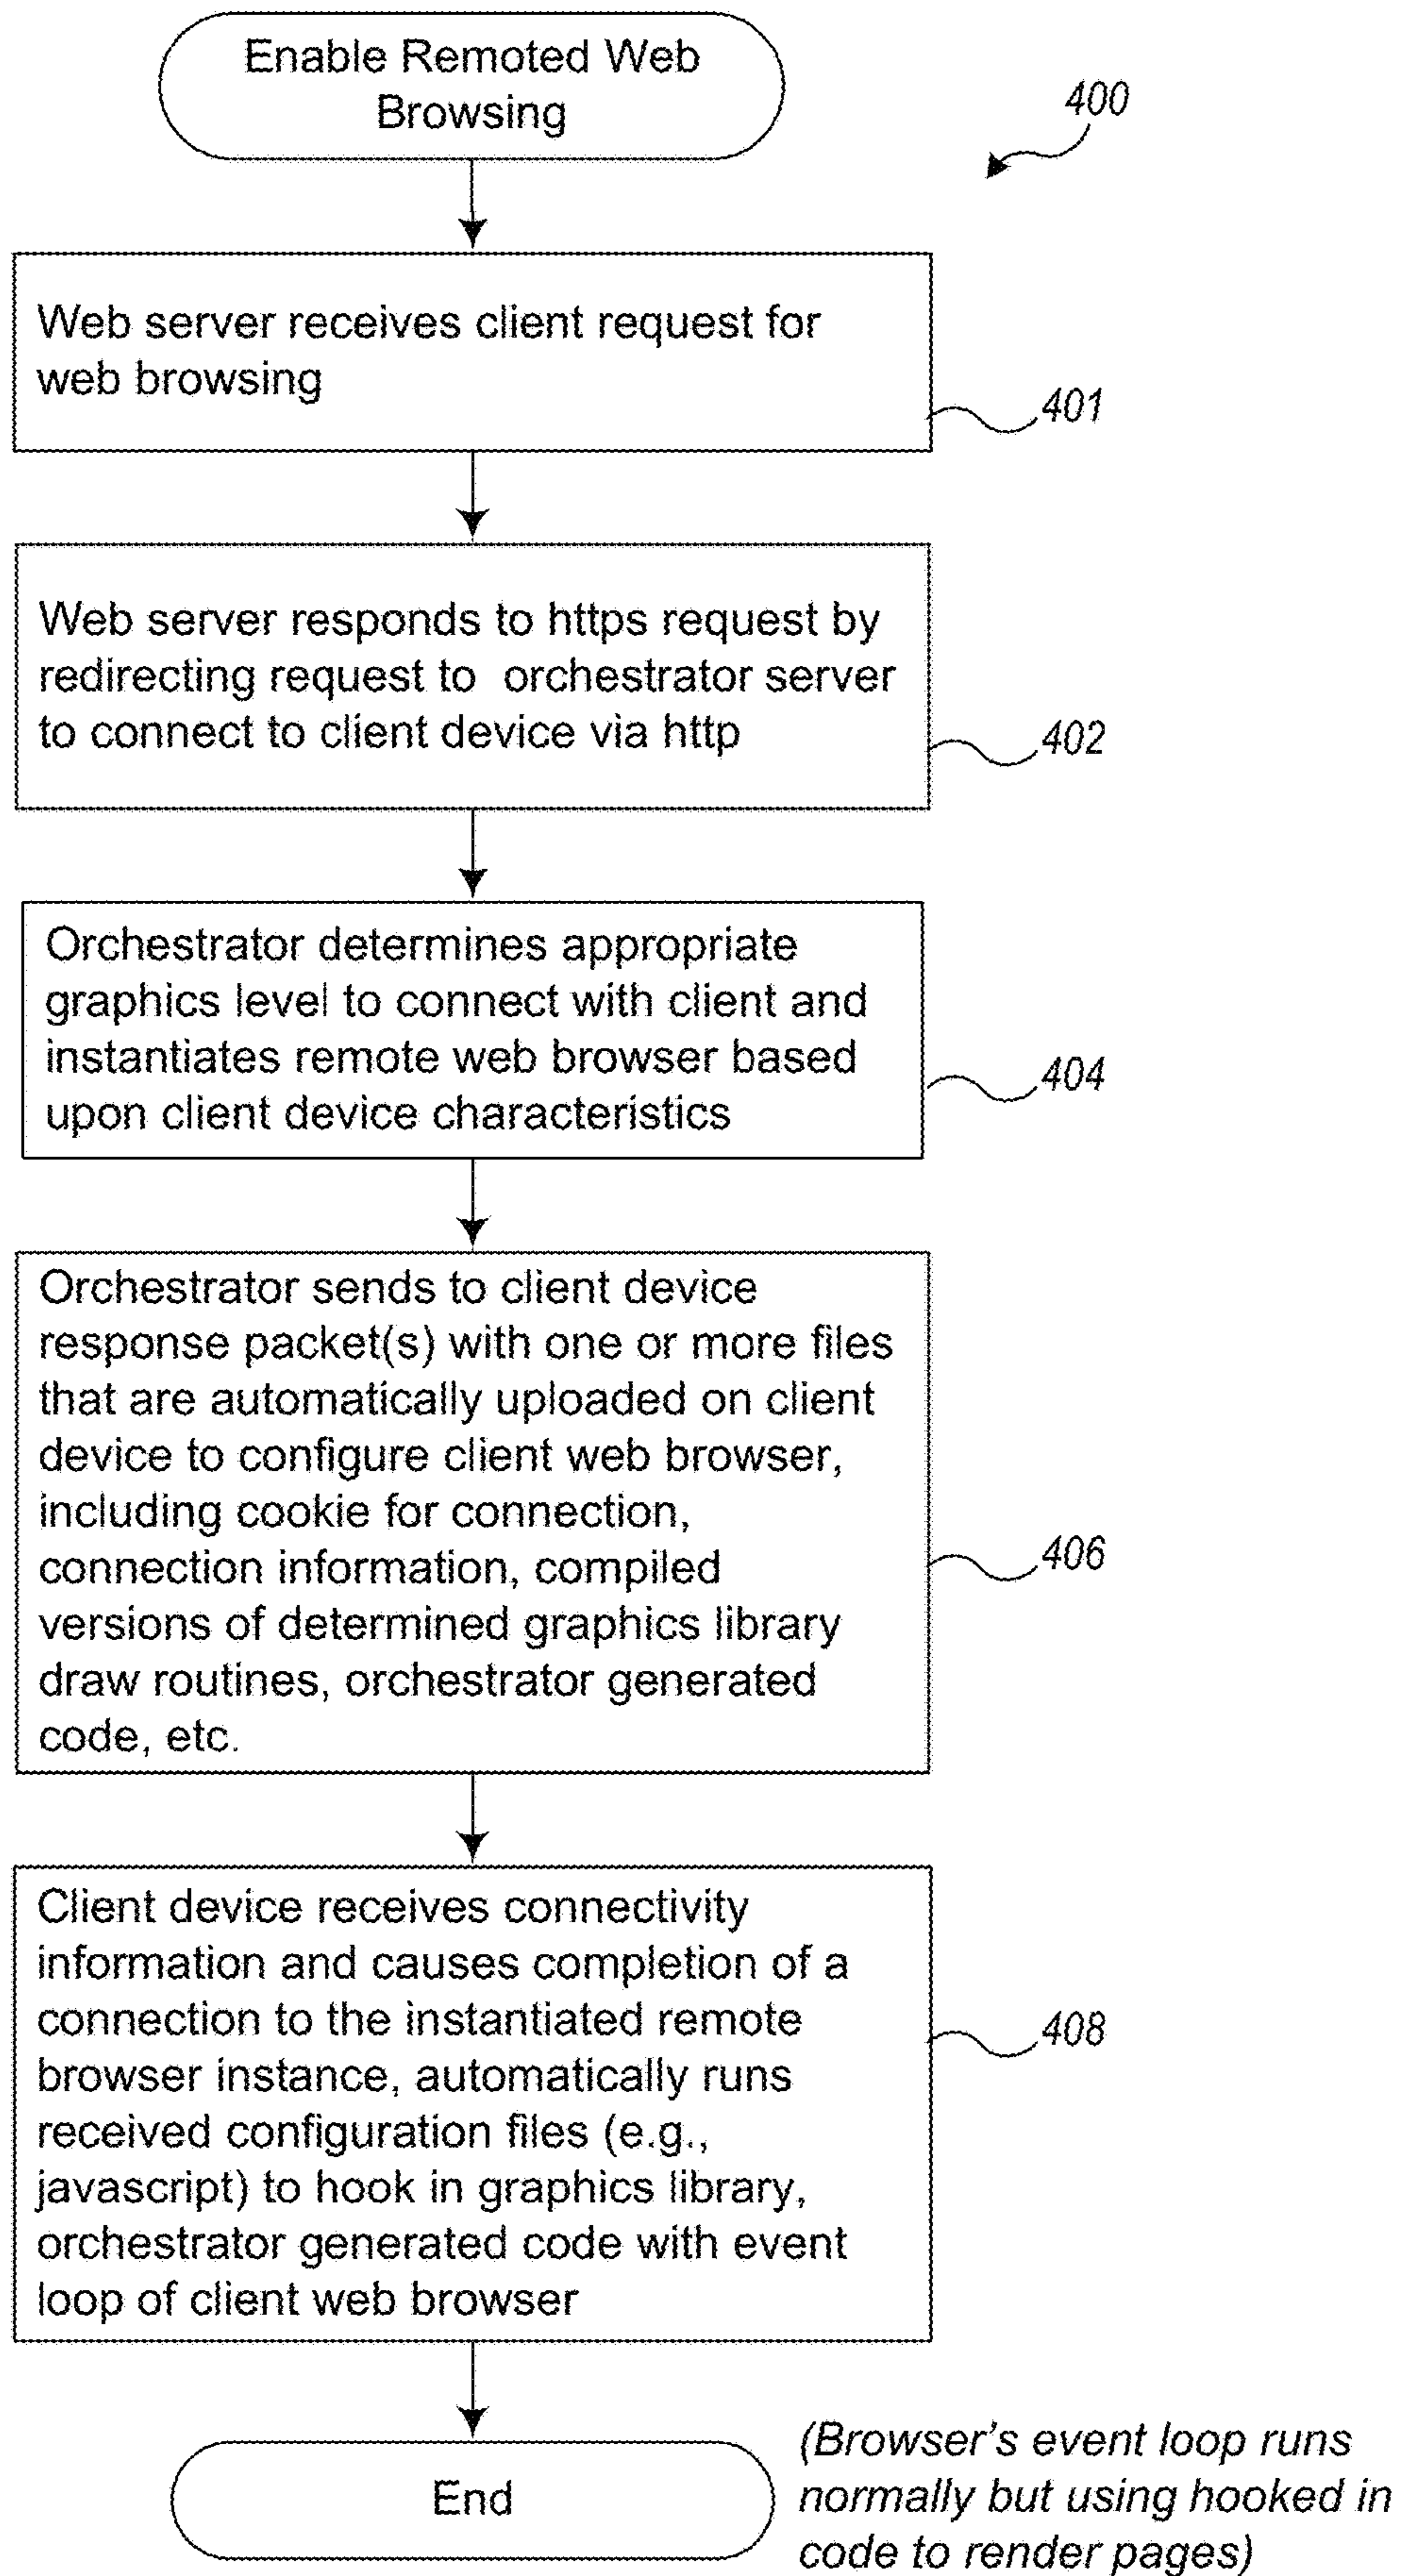 Enable Remoted Web
Browsing
400
Web server receives client request for
web browsing
401
Web server responds to https request by
redirecting request to orchestrator server
to connect to client device via http
402
Orchestrator determines appropriate
graphics level to connect with client and
instantiates remote web browser based
upon client device characteristics
404
Orchestrator sends to client device
response packet(s) with one or more files
that are automatically uploaded on client
device to configure client web browser,
including cookie for connection,
connection information, compiled
versions of determined graphics library
draw routines, orchestrator generated
code, etc.
406
Client device receives connectivity
information and causes completion of a
connection to the instantiated remote
browser instance, automatically runs
received configuration files (e.g.,
javascript) to hook in graphics library,
orchestrator generated code with event
loop of client web browser
408
End
(Browser's event loop runs
normally but using hooked in
code to render pages)